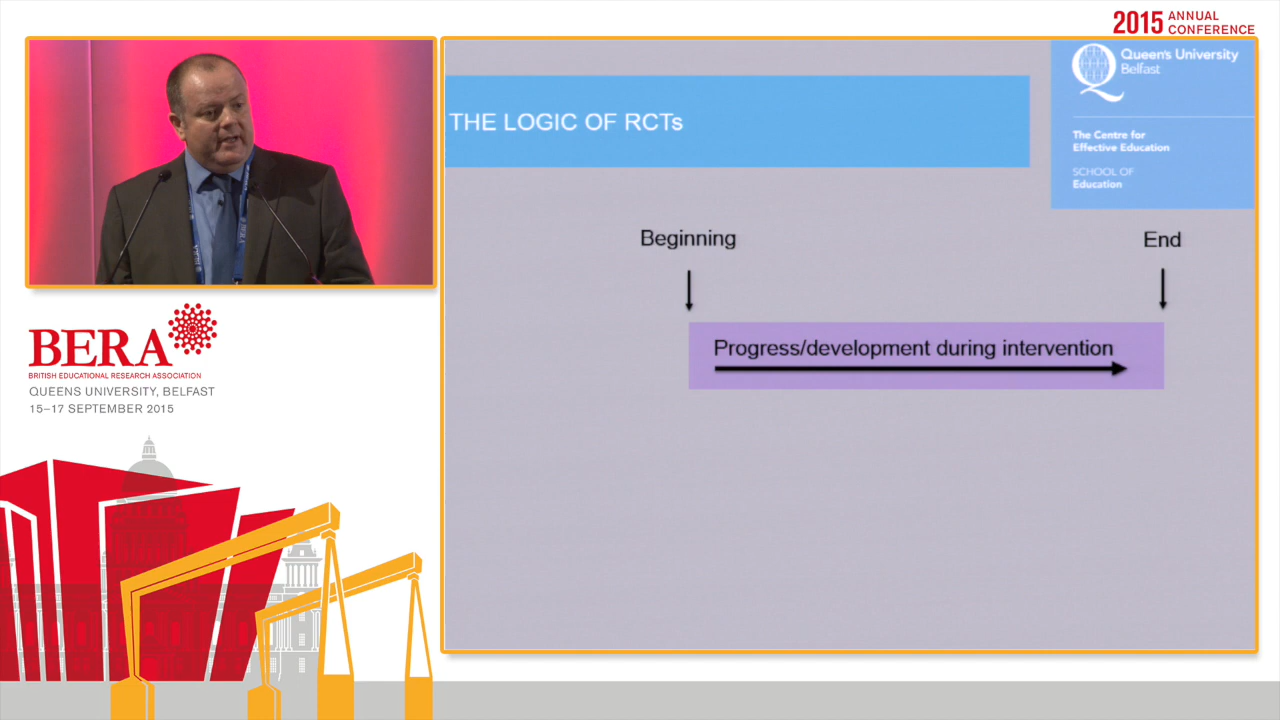 2015 ANNUAL
CONFERENCE
Queen's University
Belfast
The Centre for
Effective Education
SCHOOL OF
Education
THE LOGIC OF RCTs
Beginning
End
Progress/development during intervention
BERA
BRITISH EDUCATIONAL RESEARCH ASSOCIATION
QUEENS UNIVERSITY, BELFAST
15–17 SEPTEMBER 2015